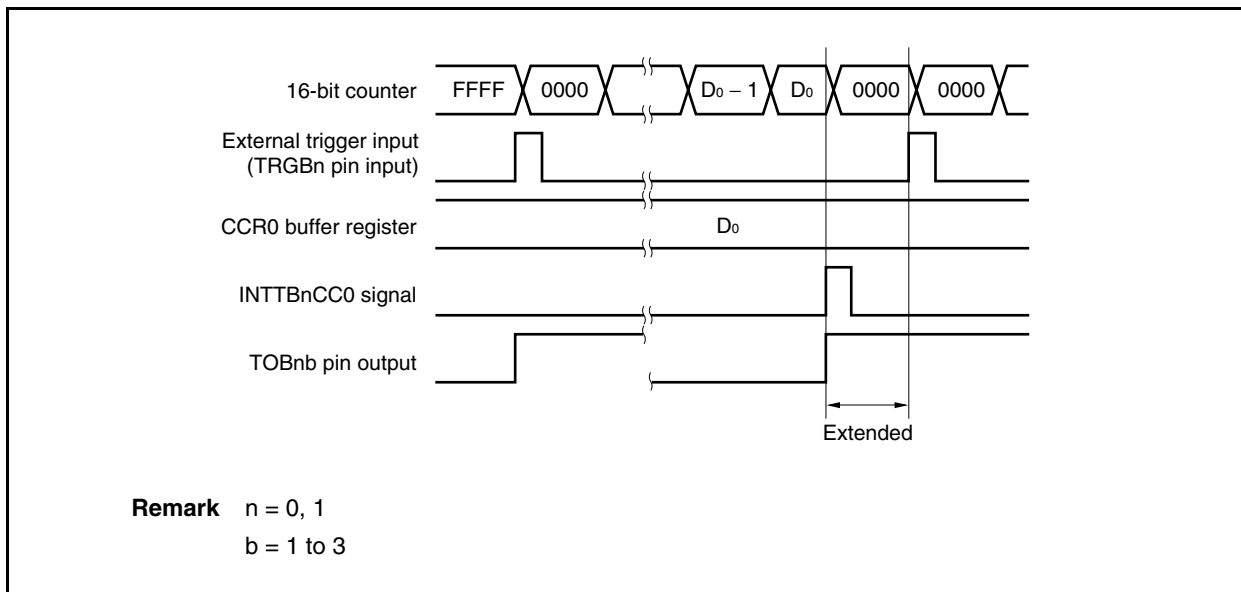 16-bit counter FFFF 0000 D0 − 1 D0 0000 0000
External trigger input
(TRGBn pin input)
CCR0 buffer register D0
INTTBnCC0 signal
TOBnb pin output
Extended
Remark n = 0, 1
b = 1 to 3